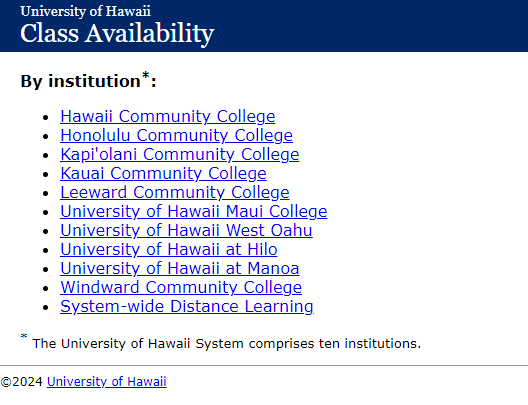 University of Hawaii
Class Availability
By institution*:
• Hawaii Community College
• Honolulu Community College
• Kapi'olani Community College
• Kauai Community College
• Leeward Community College
• University of Hawaii Maui College
• University of Hawaii West Oahu
• University of Hawaii at Hilo
• University of Hawaii at Manoa
• Windward Community College
• System-wide Distance Learning
* The University of Hawaii System comprises ten institutions.
©2024 University of Hawaii